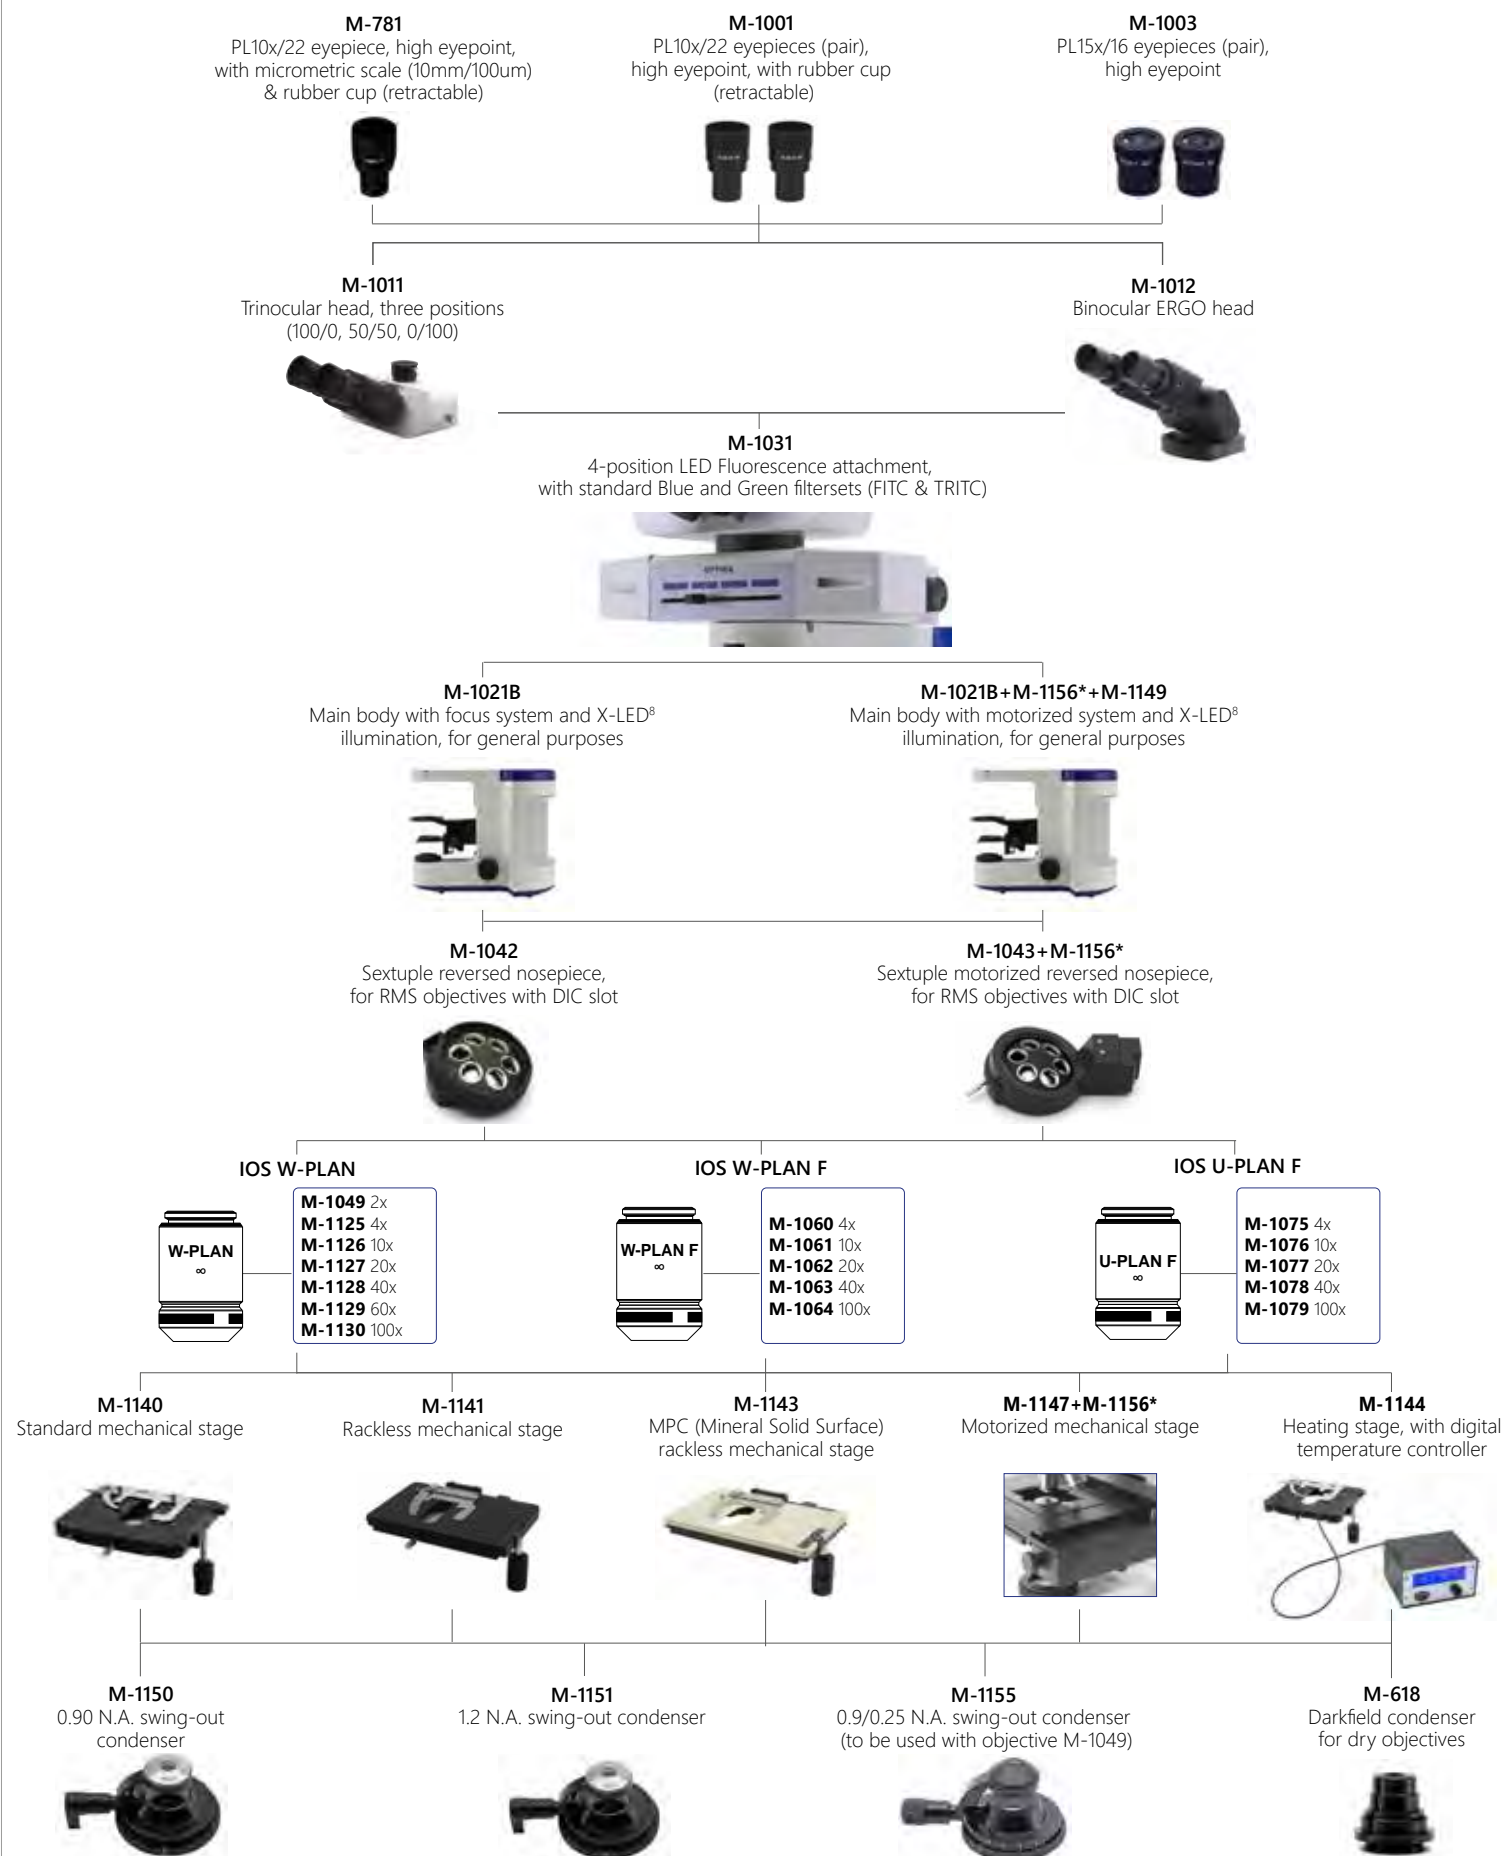 M-781
PL10x/22 eyepiece, high eyepoint,
with micrometric scale (10mm/100um)
& rubber cup (retractable)
M-1001
PL10x/22 eyepieces (pair),
high eyepoint, with rubber cup
(retractable)
M-1003
PL15x/16 eyepieces (pair),
high eyepoint
M-1011
Trinocular head, three positions
(100/0, 50/50, 0/100)
M-1012
Binocular ERGO head
M-1031
4-position LED Fluorescence attachment,
with standard Blue and Green filtersets (FITC & TRITC)
OPTIKA
M-1021B
Main body with focus system and X-LED⁸
illumination, for general purposes
M-1021B+M-1156*+M-1149
Main body with motorized system and X-LED⁸
illumination, for general purposes
M-1042
Sextuple reversed nosepiece,
for RMS objectives with DIC slot
M-1043+M-1156*
Sextuple motorized reversed nosepiece,
for RMS objectives with DIC slot
IOS W-PLAN
W-PLAN
∞
M-1049 2x
M-1125 4x
M-1126 10x
M-1127 20x
M-1128 40x
M-1129 60x
M-1130 100x
IOS W-PLAN F
W-PLAN F
∞
M-1060 4x
M-1061 10x
M-1062 20x
M-1063 40x
M-1064 100x
IOS U-PLAN F
U-PLAN F
∞
M-1075 4x
M-1076 10x
M-1077 20x
M-1078 40x
M-1079 100x
M-1140
Standard mechanical stage
M-1141
Rackless mechanical stage
M-1143
MPC (Mineral Solid Surface)
rackless mechanical stage
M-1147+M-1156*
Motorized mechanical stage
M-1144
Heating stage, with digital
temperature controller
M-1150
0.90 N.A. swing-out
condenser
M-1151
1.2 N.A. swing-out condenser
M-1155
0.9/0.25 N.A. swing-out condenser
(to be used with objective M-1049)
M-618
Darkfield condenser
for dry objectives